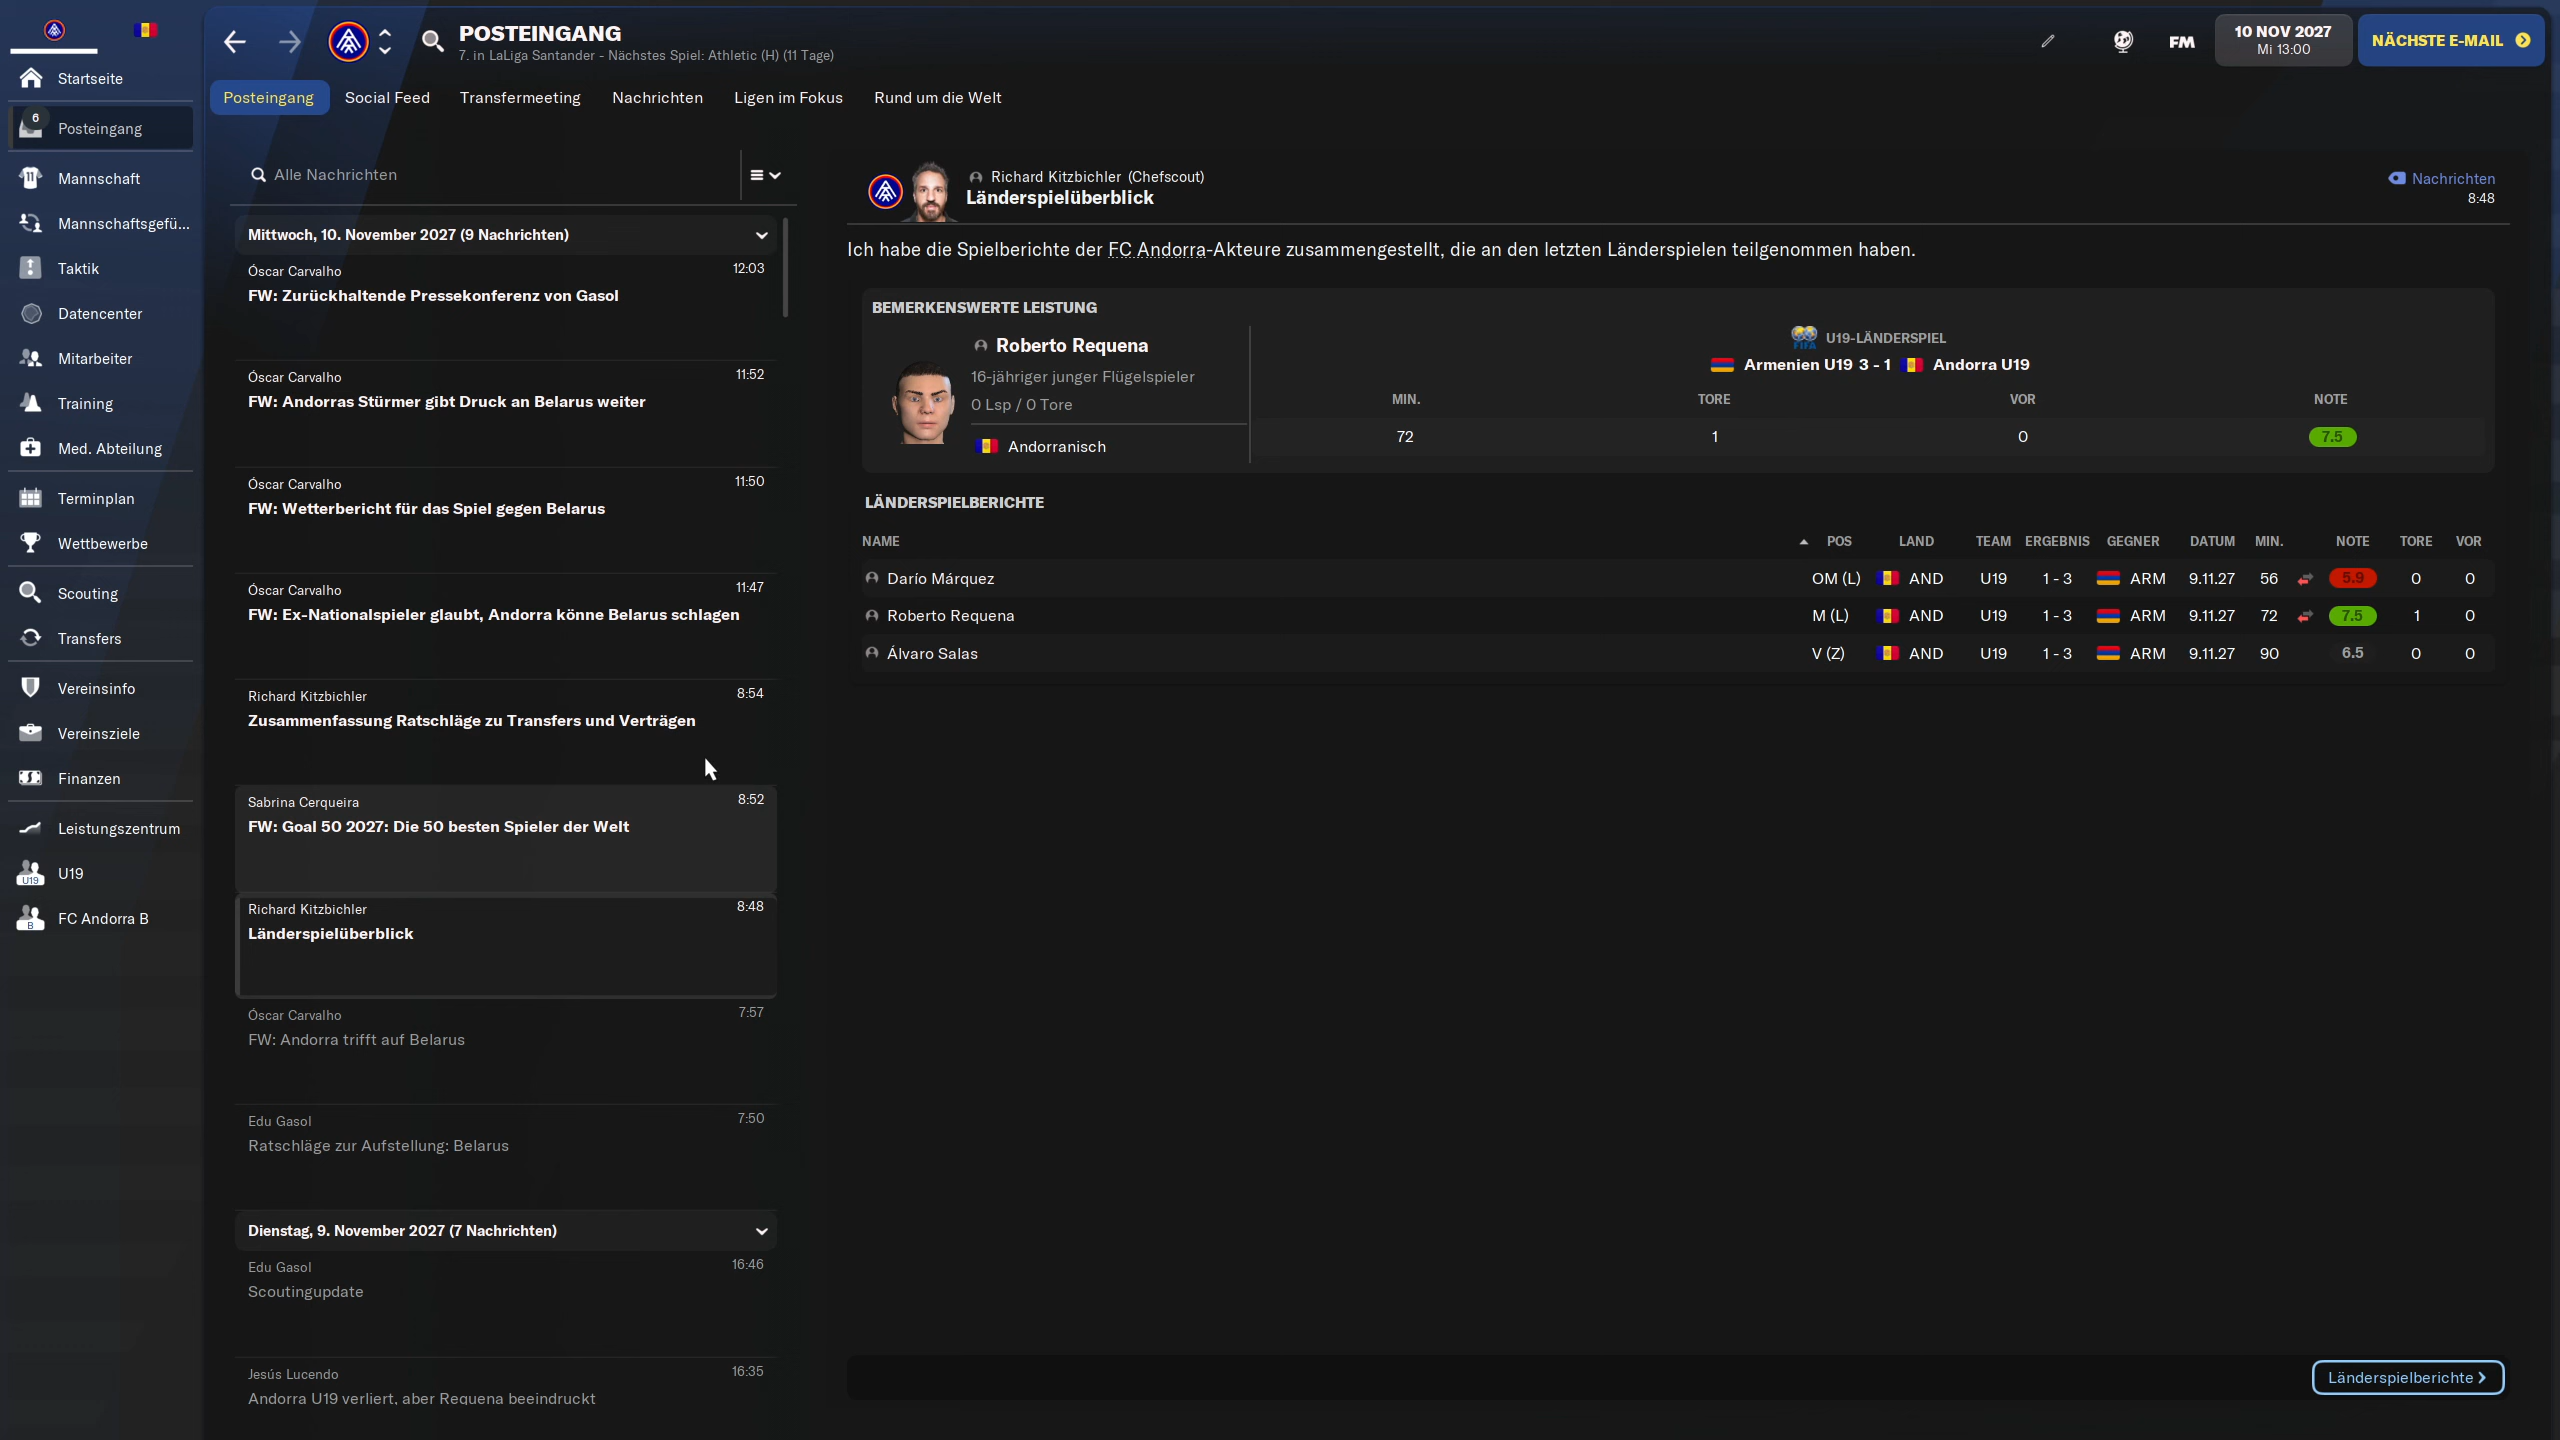 POSTEINGANG
7. in LaLiga Santander - Nächstes Spiel: Athletic (H) (11 Tage)
FM
10 NOV 2027
Mi 13:00
NÄCHSTE E-MAIL
Startseite
6
Posteingang
Mannschaft
Mannschaftsgefü...
Taktik
Datencenter
Mitarbeiter
Training
Med. Abteilung
Terminplan
Wettbewerbe
Scouting
Transfers
Vereinsinfo
Vereinsziele
Finanzen
Leistungszentrum
U19
U19
B
FC Andorra B
Posteingang
Social Feed
Transfermeeting
Nachrichten
Ligen im Fokus
Rund um die Welt
Alle Nachrichten
Mittwoch, 10. November 2027 (9 Nachrichten)
Óscar Carvalho 12:03
FW: Zurückhaltende Pressekonferenz von Gasol
Óscar Carvalho 11:52
FW: Andorras Stürmer gibt Druck an Belarus weiter
Óscar Carvalho 11:50
FW: Wetterbericht für das Spiel gegen Belarus
Óscar Carvalho 11:47
FW: Ex-Nationalspieler glaubt, Andorra könne Belarus schlagen
Richard Kitzbichler 8:54
Zusammenfassung Ratschläge zu Transfers und Verträgen
Sabrina Cerqueira 8:52
FW: Goal 50 2027: Die 50 besten Spieler der Welt
Richard Kitzbichler 8:48
Länderspielüberblick
Óscar Carvalho 7:57
FW: Andorra trifft auf Belarus
Edu Gasol 7:50
Ratschläge zur Aufstellung: Belarus
Dienstag, 9. November 2027 (7 Nachrichten)
Edu Gasol 16:46
Scoutingupdate
Jesús Lucendo 16:35
Andorra U19 verliert, aber Requena beeindruckt
Richard Kitzbichler (Chefscout)
Länderspielüberblick
Nachrichten
8:48
Ich habe die Spielberichte der FC Andorra-Akteure zusammengestellt, die an den letzten Länderspielen teilgenommen haben.
BEMERKENSWERTE LEISTUNG
Roberto Requena
16-jähriger junger Flügelspieler
0 Lsp / 0 Tore
Andorranisch
FIFA
U19-LÄNDERSPIEL
Armenien U19 3 - 1 Andorra U19
MIN. TORE VOR NOTE
72 1 0 7.5
LÄNDERSPIELBERICHTE
NAME POS LAND TEAM ERGEBNIS GEGNER DATUM MIN. NOTE TORE VOR
Darío Márquez OM (L) AND U19 1 - 3 ARM 9.11.27 56 5.9 0 0
Roberto Requena M (L) AND U19 1 - 3 ARM 9.11.27 72 7.5 1 0
Álvaro Salas V (Z) AND U19 1 - 3 ARM 9.11.27 90 6.5 0 0
Länderspielberichte